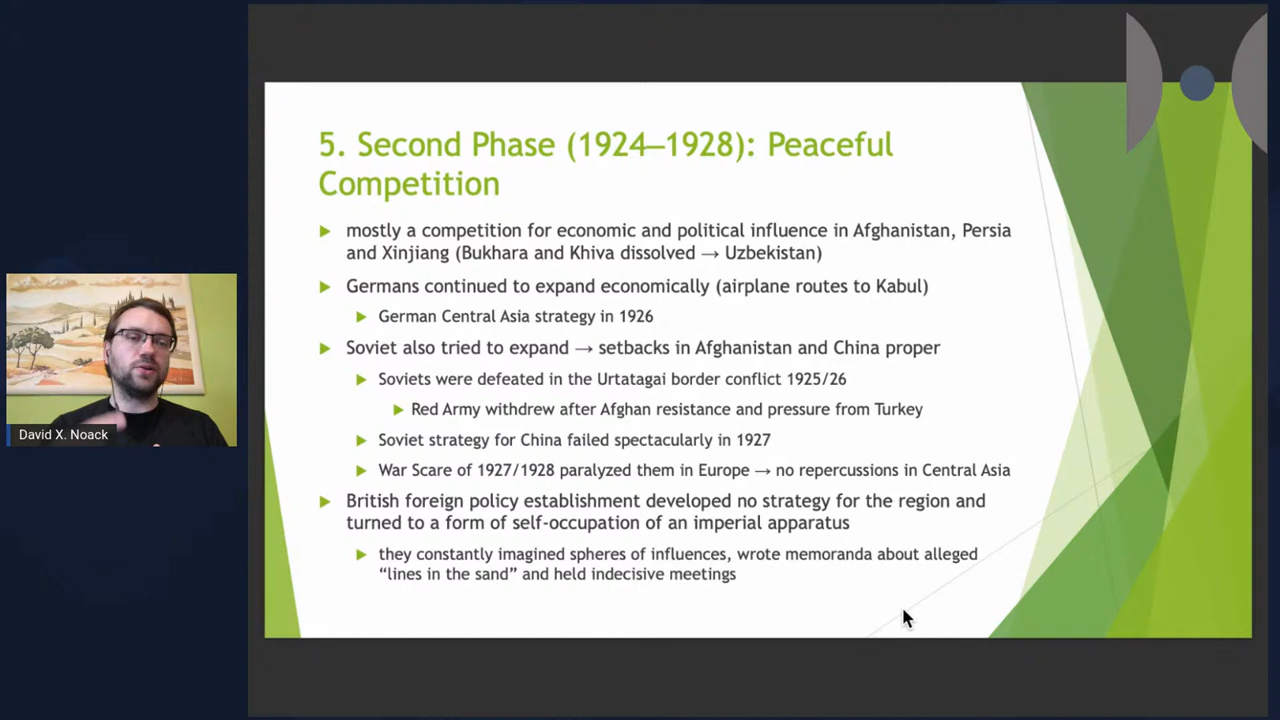 5. Second Phase (1924–1928): Peaceful
Competition
mostly a competition for economic and political influence in Afghanistan, Persia
and Xinjiang (Bukhara and Khiva dissolved → Uzbekistan)
Germans continued to expand economically (airplane routes to Kabul)
German Central Asia strategy in 1926
Soviet also tried to expand → setbacks in Afghanistan and China proper
Soviets were defeated in the Urtatagai border conflict 1925/26
Red Army withdrew after Afghan resistance and pressure from Turkey
Soviet strategy for China failed spectacularly in 1927
War Scare of 1927/1928 paralyzed them in Europe → no repercussions in Central Asia
British foreign policy establishment developed no strategy for the region and
turned to a form of self-occupation of an imperial apparatus
they constantly imagined spheres of influences, wrote memoranda about alleged
“lines in the sand” and held indecisive meetings
David X. Noack